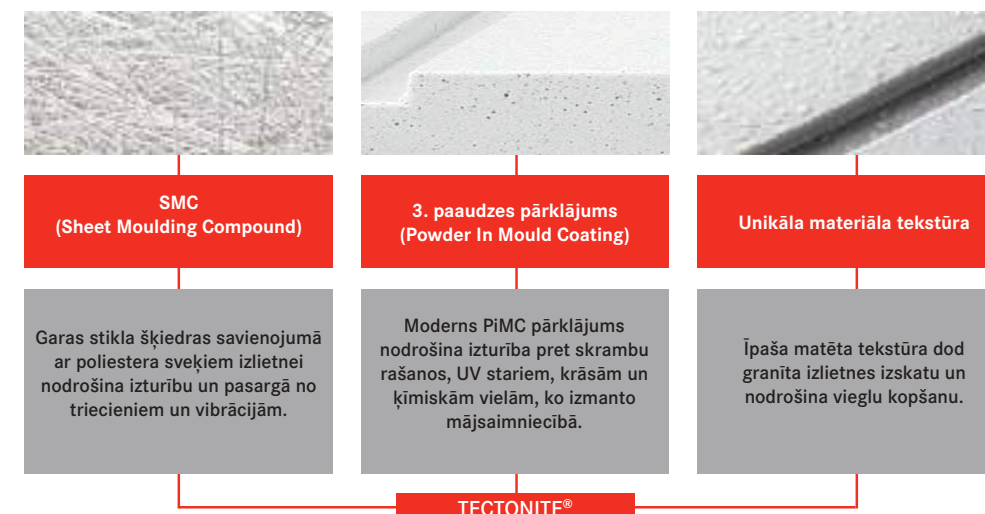 SMC
(Sheet Moulding Compound)
3. paaudzes pārklājums
(Powder In Mould Coating)
Unikāla materiāla tekstūra
Garas stikla šķiedras savienojumā
ar poliestera sveķiem izlietnei
nodrošina izturību un pasargā no
triecieniem un vibrācijām.
Moderns PiMC pārklājums
nodrošina izturība pret skrambu
rašanos, UV stariem, krāsām un
ķīmiskām vielām, ko izmanto
mājsaimniecībā.
Īpaša matēta tekstūra dod
granīta izlietnes izskatu un
nodrošina vieglu kopšanu.
TECTONITE®